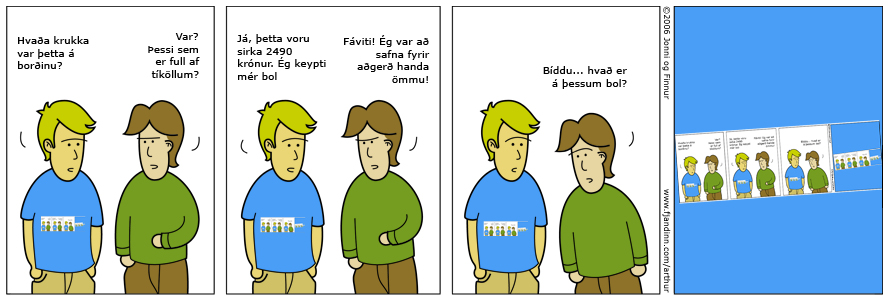 Hvaða krukka
var þetta á
borðinu?
Var?
Þessi sem
er full af
tíköllum?
Já, þetta voru
sirka 2490
krónur. Ég keypti
mér bol
Fáviti! Ég var að
safna fyrir
aðgerð handa
ömmu!
Bíddu... hvað er
á þessum bol?
©2006 Jonni og Finnur
www.fjandinn.com/arthur